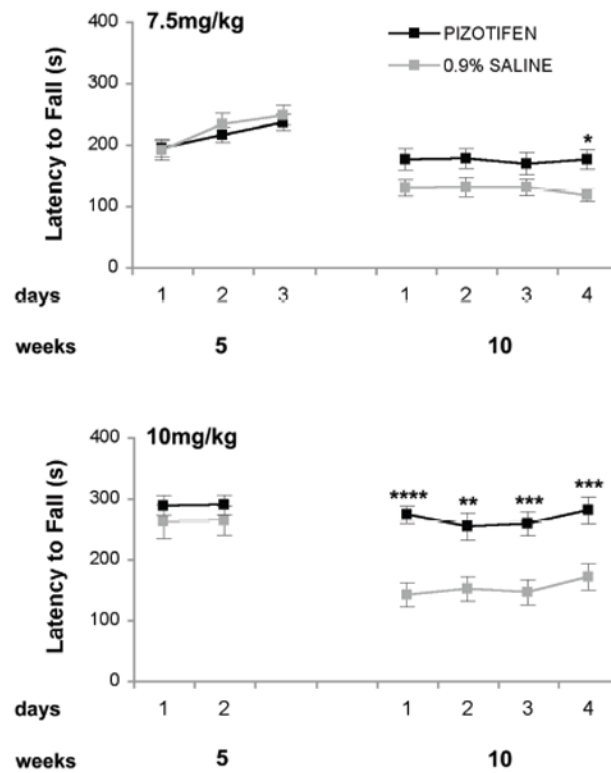 7.5mg/kg
PIZOTIFEN
0.9% SALINE
Latency to Fall (s)
400
300
200
100
0
*
days 1 2 3 1 2 3 4
weeks 5 10
10mg/kg
Latency to Fall (s)
400
300
200
100
0
**** ** *** ***
days 1 2 1 2 3 4
weeks 5 10